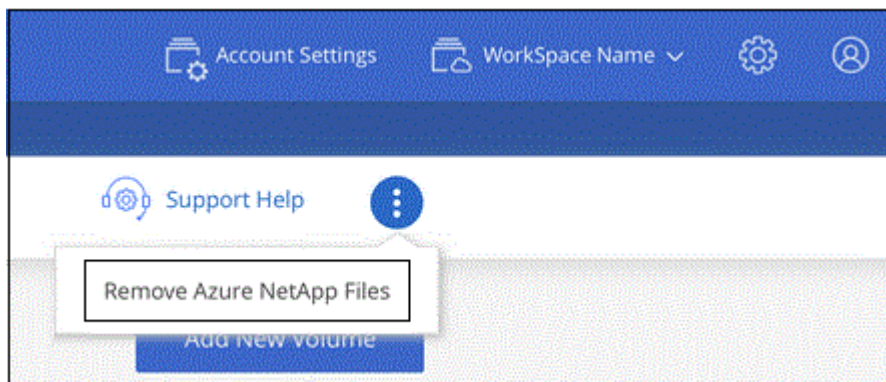 Account Settings
WorkSpace Name
Support Help
Remove Azure NetApp Files
Add New Volume